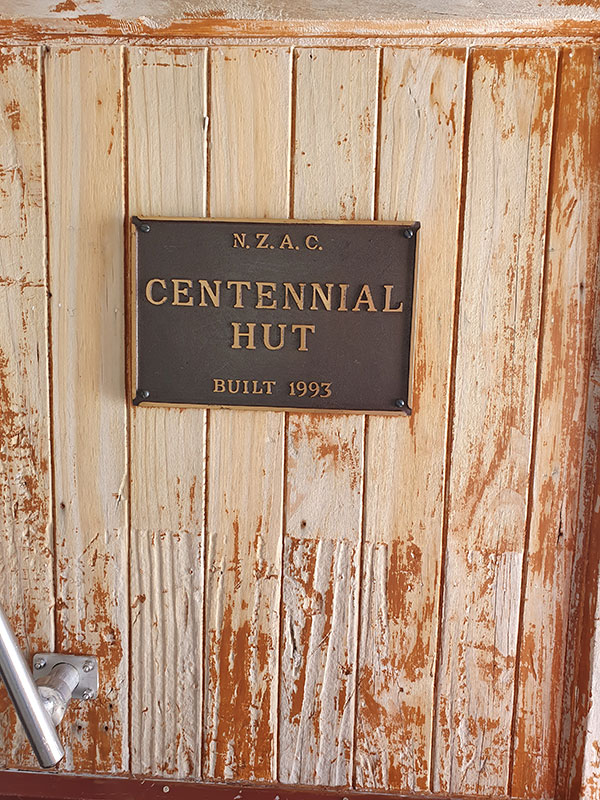 N. Z. A. C.
CENTENNIAL
HUT
BUILT 1993